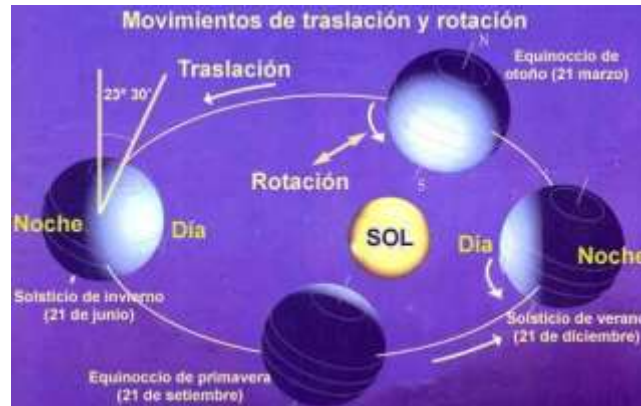 Movimientos de traslación y rotación
N
Equinoccio de
otoño (21 marzo)
Traslación
23º 30'
Rotación
S
SOL
Noche
Día
Día
Noche
Solsticio de invierno
(21 de junio)
Solsticio de verano
(21 de diciembre)
Equinoccio de primavera
(21 de setiembre)